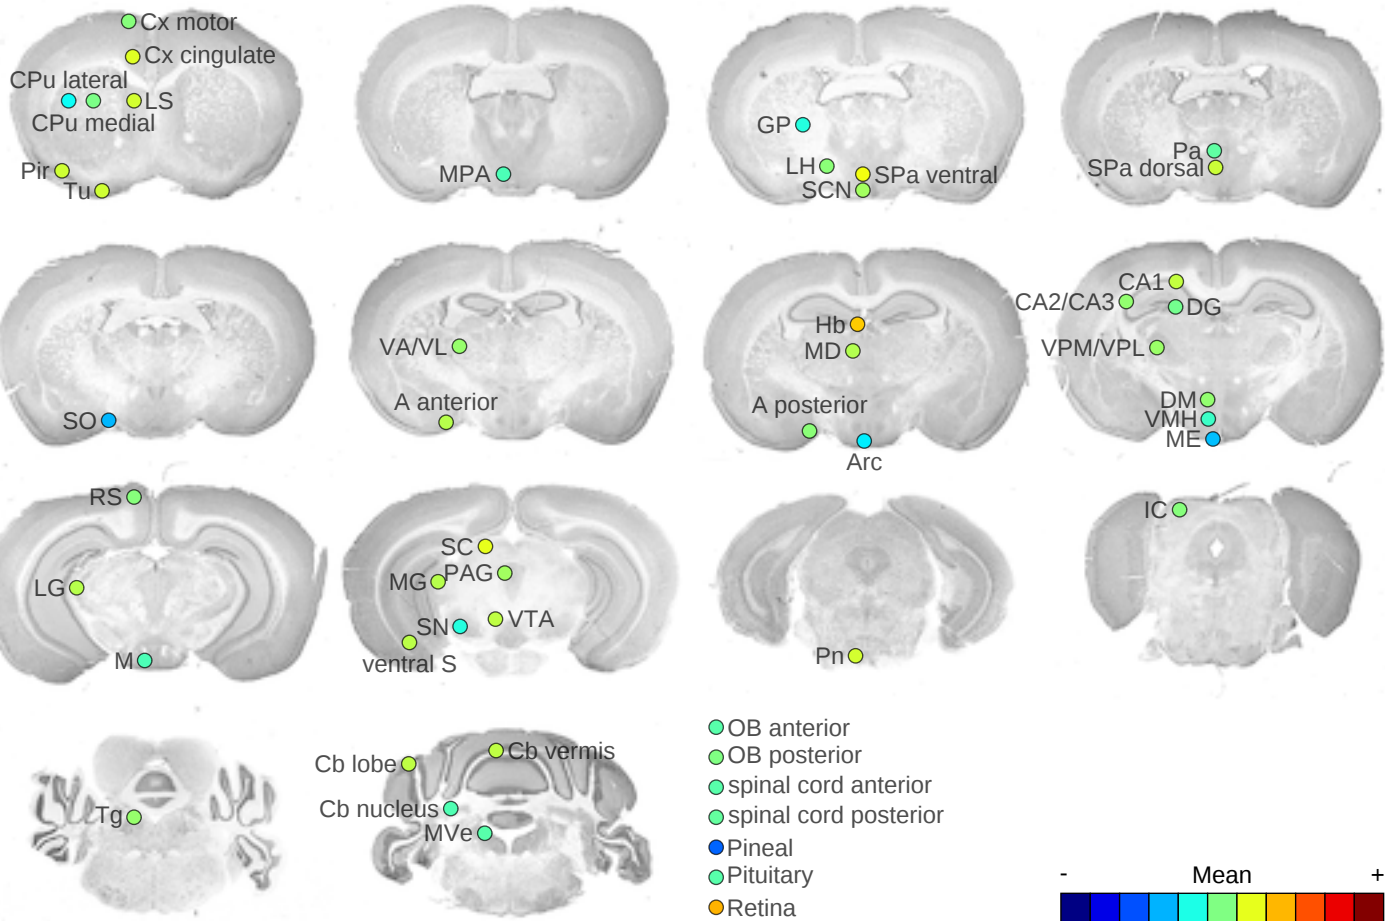 Cx motor
Cx cingulate
CPu lateral
LS
CPu medial
Pir
Tu
MPA
GP
LH
SPa ventral
SCN
Pa
SPa dorsal
SO
VA/VL
A anterior
Hb
MD
A posterior
Arc
CA1
CA2/CA3
DG
VPM/VPL
DM
VMH
ME
RS
LG
M
SC
PAG
MG
VTA
SN
ventral S
Pn
IC
Tg
Cb vermis
Cb lobe
Cb nucleus
MVe
OB anterior
OB posterior
spinal cord anterior
spinal cord posterior
Pineal
Pituitary
Retina
- Mean +